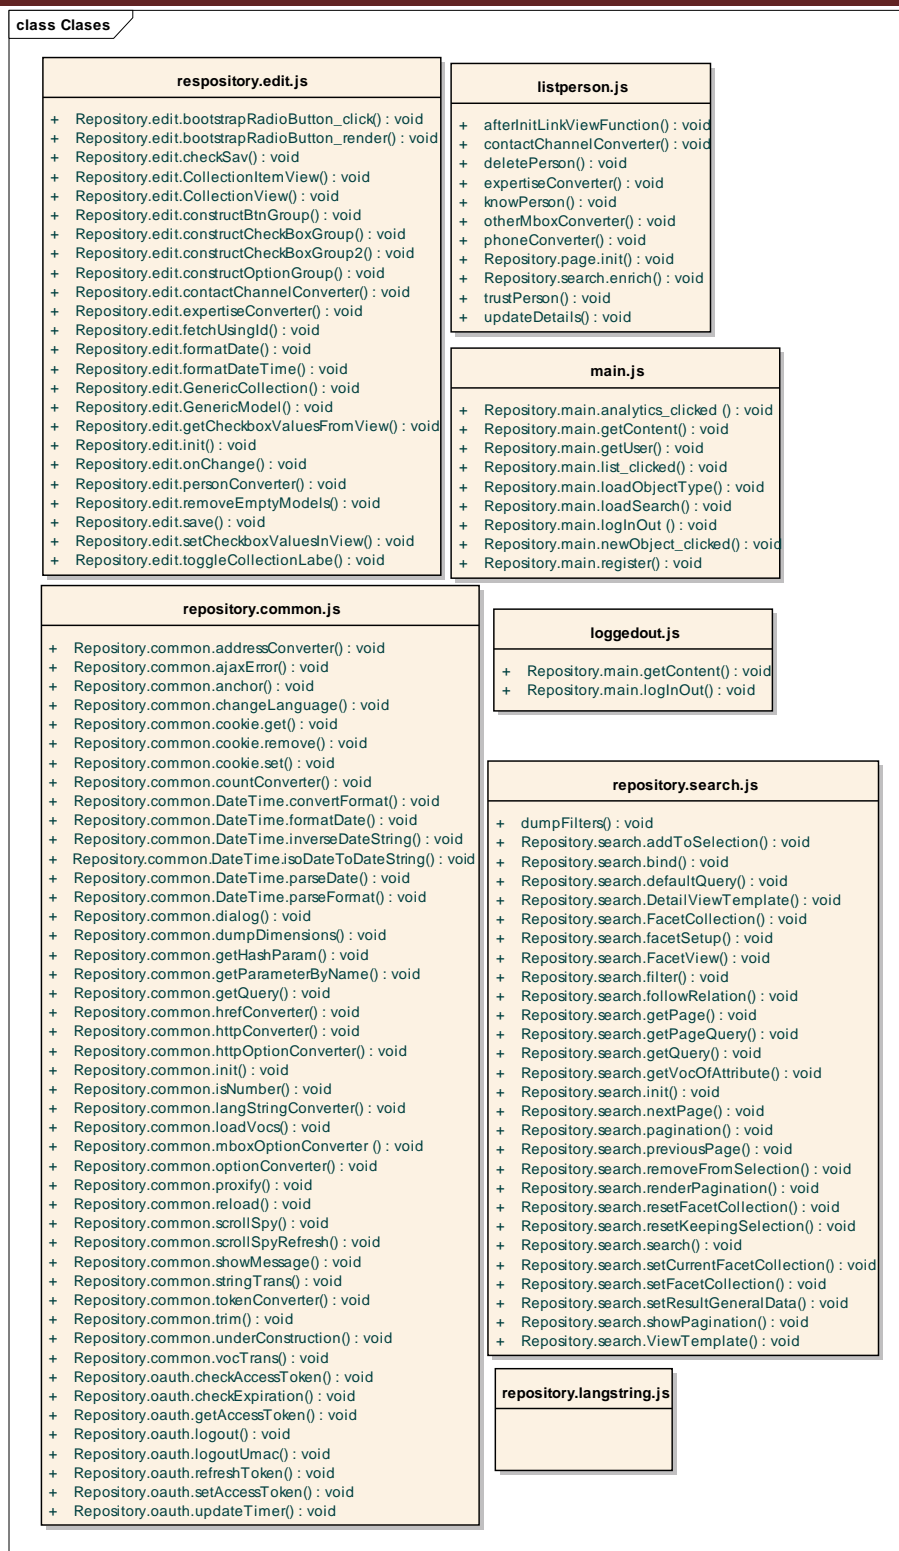 class Clases
respository.edit.js
+ Repository.edit.bootstrapRadioButton_click() : void
+ Repository.edit.bootstrapRadioButton_render() : void
+ Repository.edit.checkSav() : void
+ Repository.edit.CollectionItemView() : void
+ Repository.edit.CollectionView() : void
+ Repository.edit.constructBtnGroup() : void
+ Repository.edit.constructCheckBoxGroup() : void
+ Repository.edit.constructCheckBoxGroup2() : void
+ Repository.edit.constructOptionGroup() : void
+ Repository.edit.contactChannelConverter() : void
+ Repository.edit.expertiseConverter() : void
+ Repository.edit.fetchUsingId() : void
+ Repository.edit.formatDate() : void
+ Repository.edit.formatDateTime() : void
+ Repository.edit.GenericCollection() : void
+ Repository.edit.GenericModel() : void
+ Repository.edit.getCheckboxValuesFromView() : void
+ Repository.edit.init() : void
+ Repository.edit.onChange() : void
+ Repository.edit.personConverter() : void
+ Repository.edit.removeEmptyModels() : void
+ Repository.edit.save() : void
+ Repository.edit.setCheckboxValuesInView() : void
+ Repository.edit.toggleCollectionLabe() : void
listperson.js
+ afterInitLinkViewFunction() : void
+ contactChannelConverter() : void
+ deletePerson() : void
+ expertiseConverter() : void
+ knowPerson() : void
+ otherMboxConverter() : void
+ phoneConverter() : void
+ Repository.page.init() : void
+ Repository.search.enrich() : void
+ trustPerson() : void
+ updateDetails() : void
main.js
+ Repository.main.analytics_clicked () : void
+ Repository.main.getContent() : void
+ Repository.main.getUser() : void
+ Repository.main.list_clicked() : void
+ Repository.main.loadObjectType() : void
+ Repository.main.loadSearch() : void
+ Repository.main.logInOut () : void
+ Repository.main.newObject_clicked() : void
+ Repository.main.register() : void
repository.common.js
+ Repository.common.addressConverter() : void
+ Repository.common.ajaxError() : void
+ Repository.common.anchor() : void
+ Repository.common.changeLanguage() : void
+ Repository.common.cookie.get() : void
+ Repository.common.cookie.remove() : void
+ Repository.common.cookie.set() : void
+ Repository.common.countConverter() : void
+ Repository.common.DateTime.convertFormat() : void
+ Repository.common.DateTime.formatDate() : void
+ Repository.common.DateTime.inverseDateString() : void
+ Repository.common.DateTime.isoDateToDateString() : void
+ Repository.common.DateTime.parseDate() : void
+ Repository.common.DateTime.parseFormat() : void
+ Repository.common.dialog() : void
+ Repository.common.dumpDimensions() : void
+ Repository.common.getHashParam() : void
+ Repository.common.getParameterByName() : void
+ Repository.common.getQuery() : void
+ Repository.common.hrefConverter() : void
+ Repository.common.httpConverter() : void
+ Repository.common.httpOptionConverter() : void
+ Repository.common.init() : void
+ Repository.common.isNumber() : void
+ Repository.common.langStringConverter() : void
+ Repository.common.loadVocs() : void
+ Repository.common.mboxOptionConverter () : void
+ Repository.common.optionConverter() : void
+ Repository.common.proxify() : void
+ Repository.common.reload() : void
+ Repository.common.scrollSpy() : void
+ Repository.common.scrollSpyRefresh() : void
+ Repository.common.showMessage() : void
+ Repository.common.stringTrans() : void
+ Repository.common.tokenConverter() : void
+ Repository.common.trim() : void
+ Repository.common.underConstruction() : void
+ Repository.common.vocTrans() : void
+ Repository.oauth.checkAccessToken() : void
+ Repository.oauth.checkExpiration() : void
+ Repository.oauth.getAccessToken() : void
+ Repository.oauth.logout() : void
+ Repository.oauth.logoutUmac() : void
+ Repository.oauth.refreshToken() : void
+ Repository.oauth.setAccessToken() : void
+ Repository.oauth.updateTimer() : void
loggedout.js
+ Repository.main.getContent() : void
+ Repository.main.logInOut() : void
repository.search.js
+ dumpFilters() : void
+ Repository.search.addToSelection() : void
+ Repository.search.bind() : void
+ Repository.search.defaultQuery() : void
+ Repository.search.DetailViewTemplate() : void
+ Repository.search.FacetCollection() : void
+ Repository.search.facetSetup() : void
+ Repository.search.FacetView() : void
+ Repository.search.filter() : void
+ Repository.search.followRelation() : void
+ Repository.search.getPage() : void
+ Repository.search.getPageQuery() : void
+ Repository.search.getQuery() : void
+ Repository.search.getVocOfAttribute() : void
+ Repository.search.init() : void
+ Repository.search.nextPage() : void
+ Repository.search.pagination() : void
+ Repository.search.previousPage() : void
+ Repository.search.removeFromSelection() : void
+ Repository.search.renderPagination() : void
+ Repository.search.resetFacetCollection() : void
+ Repository.search.resetKeepingSelection() : void
+ Repository.search.search() : void
+ Repository.search.setCurrentFacetCollection() : void
+ Repository.search.setFacetCollection() : void
+ Repository.search.setResultGeneralData() : void
+ Repository.search.showPagination() : void
+ Repository.search.ViewTemplate() : void
repository.langstring.js